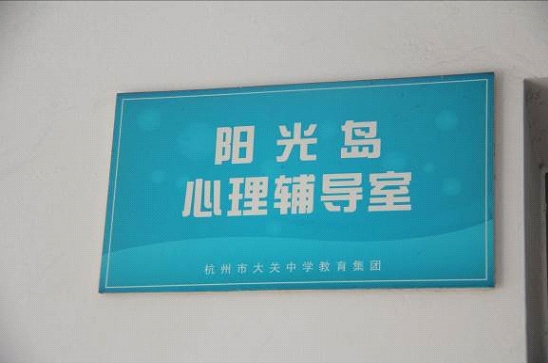 阳光岛
心理辅导室
杭州市大关中学教育集团